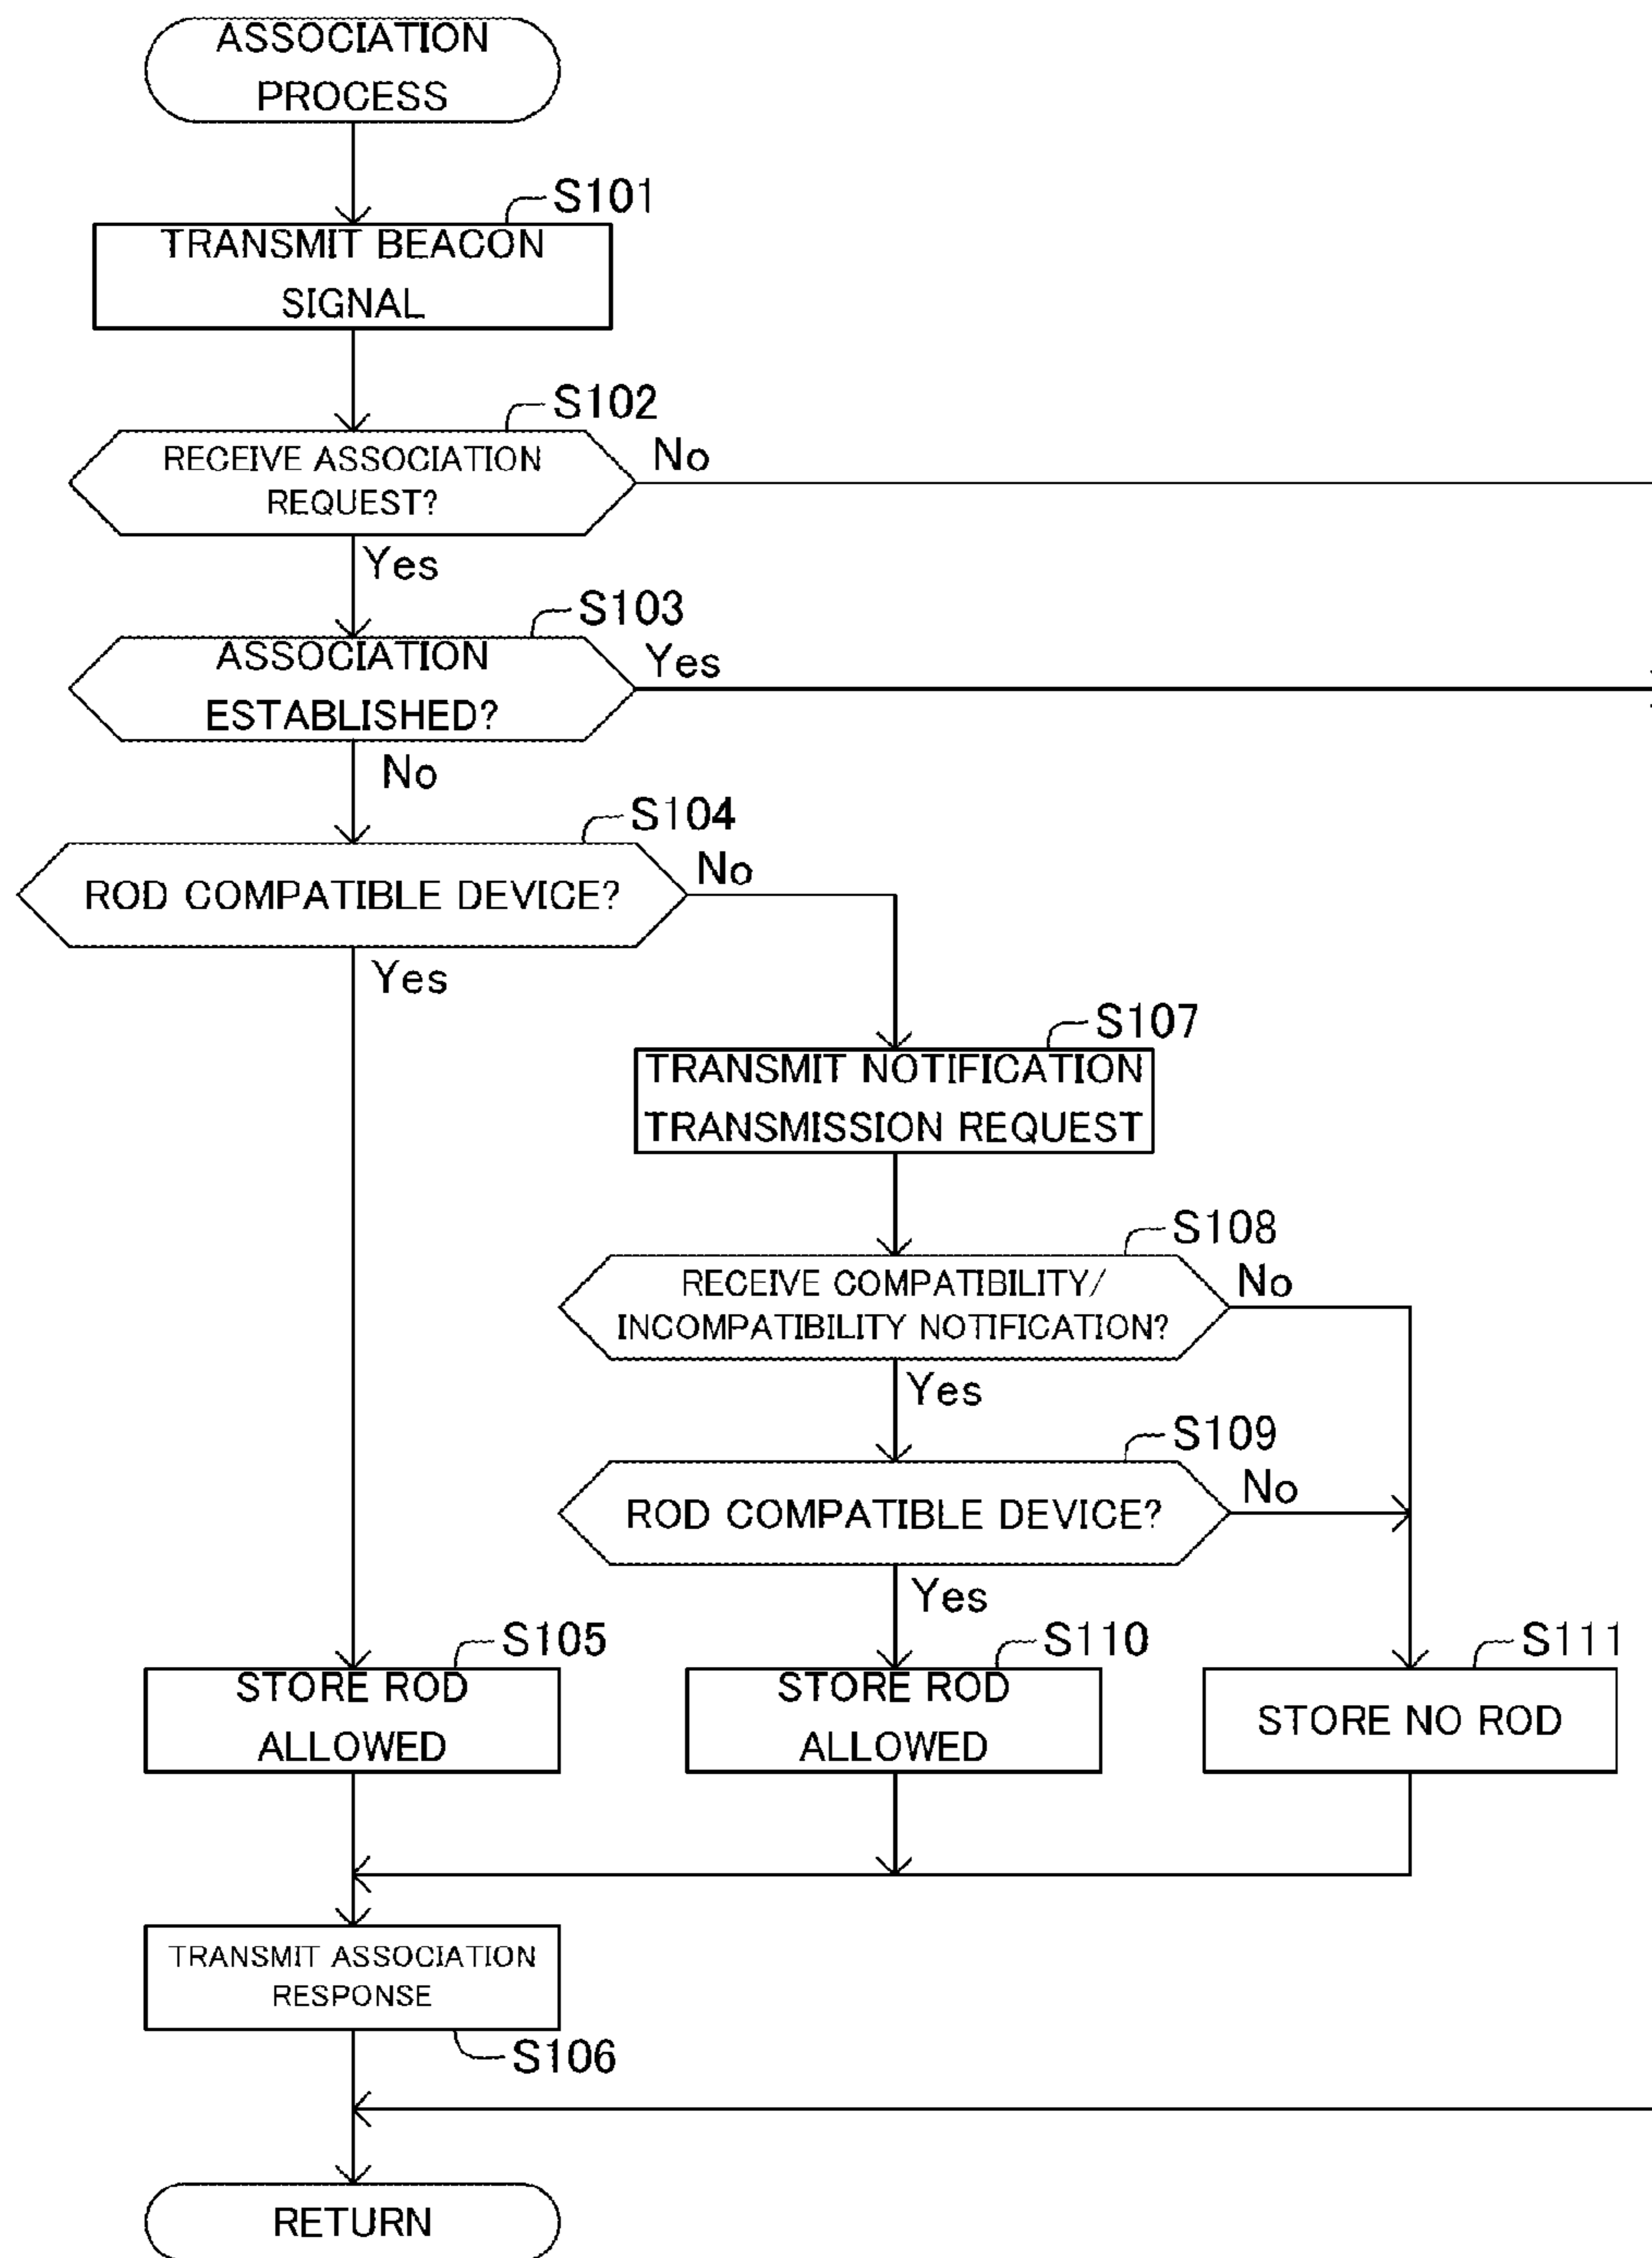 ASSOCIATION
PROCESS
S101
TRANSMIT BEACON
SIGNAL
S102
RECEIVE ASSOCIATION
REQUEST?
No
Yes
S103
ASSOCIATION
ESTABLISHED?
Yes
No
S104
ROD COMPATIBLE DEVICE?
No
Yes
S107
TRANSMIT NOTIFICATION
TRANSMISSION REQUEST
S108
RECEIVE COMPATIBILITY/
INCOMPATIBILITY NOTIFICATION?
No
Yes
S109
ROD COMPATIBLE DEVICE?
No
Yes
S105
STORE ROD
ALLOWED
S110
STORE ROD
ALLOWED
S111
STORE NO ROD
TRANSMIT ASSOCIATION
RESPONSE
S106
RETURN